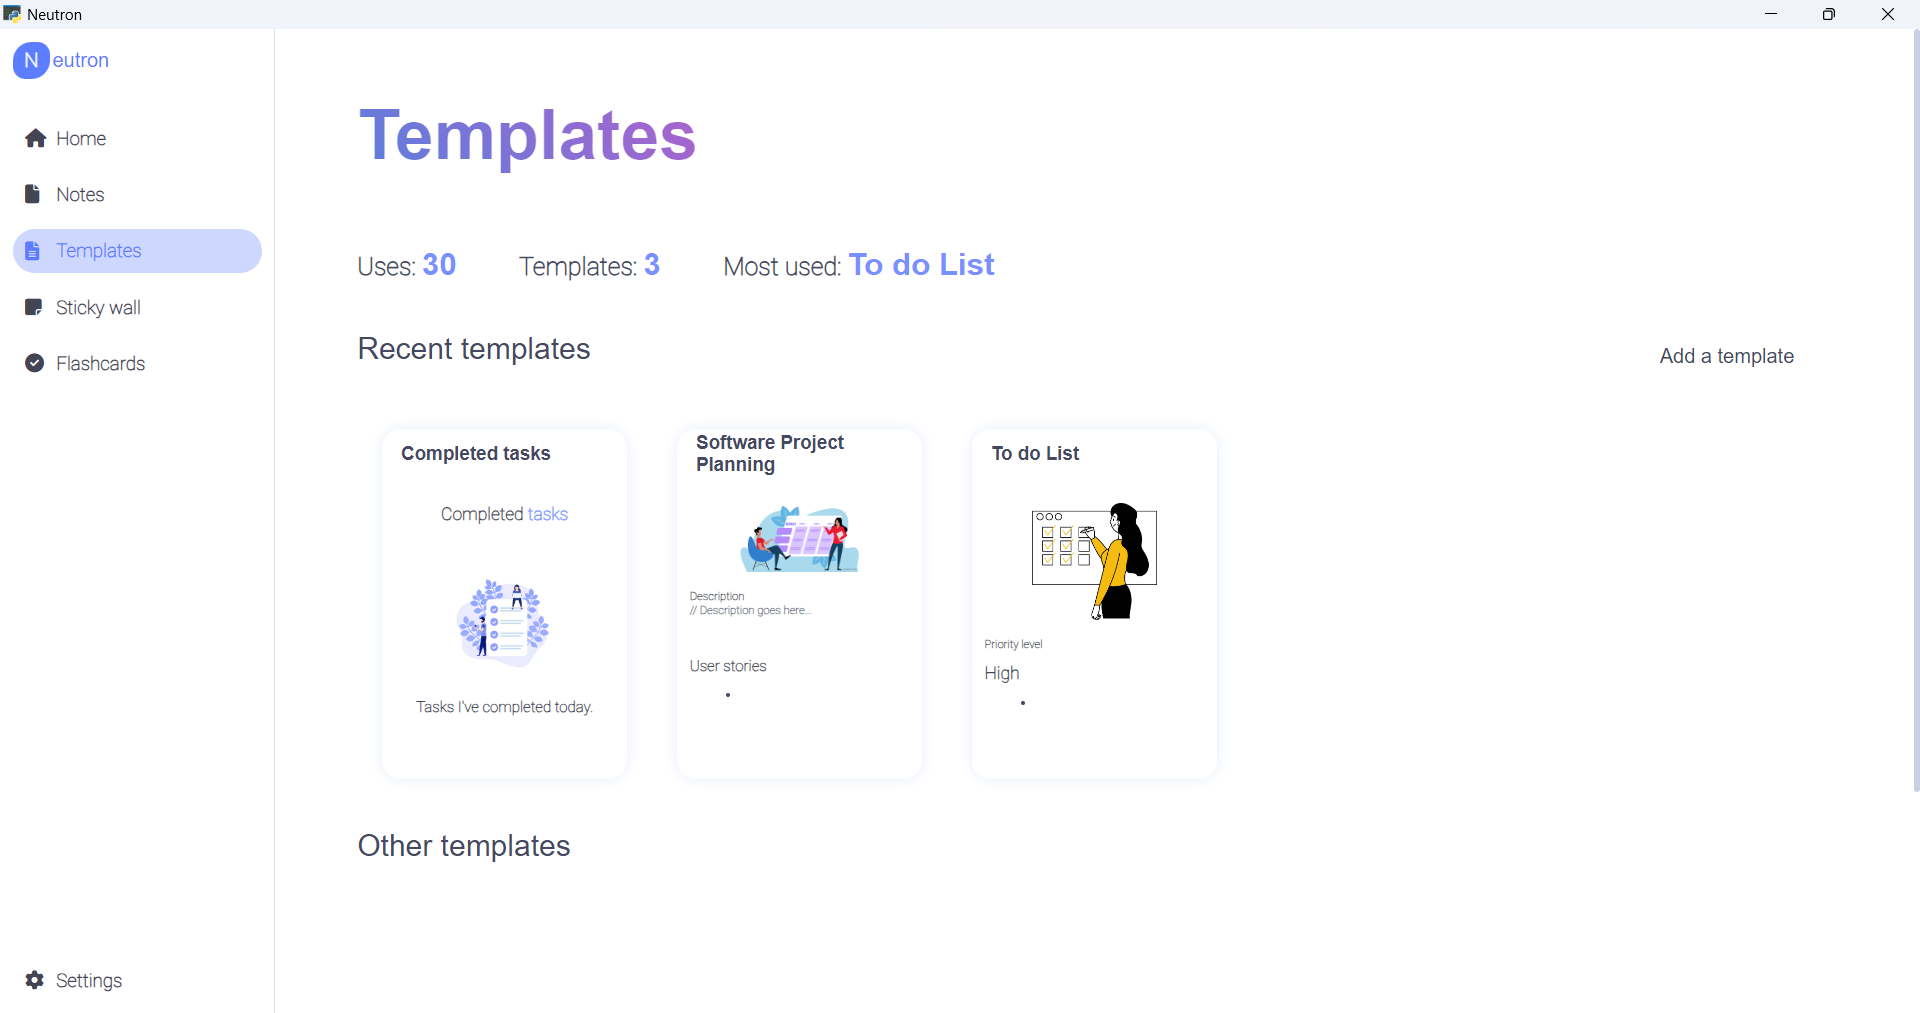 Neutron
Neutron
Home
Notes
Templates
Sticky wall
Flashcards
Settings
Templates
Uses: 30 Templates: 3 Most used: To do List
Recent templates
Add a template
Completed tasks
Completed tasks
Tasks I've completed today.
Software Project
Planning
Description
// Description goes here...
User stories
•
To do List
Priority level
High
•
Other templates